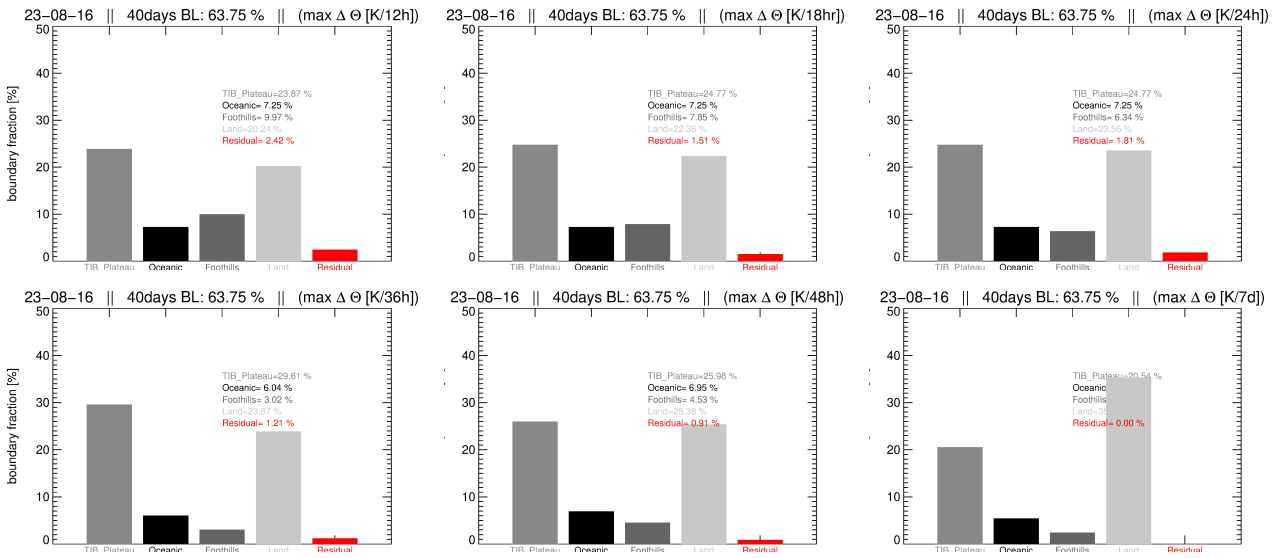 23−08−16 || 40days BL: 63.75 % || (max Δ Θ [K/12h])
50
40
30
20
10
0
boundary fraction [%]
TIB_Plateau=23.87 %
Oceanic= 7.25 %
Foothills= 9.97 %
Land=20.24 %
Residual= 2.42 %
TIB_Plateau Oceanic Foothills Land Residual
23−08−16 || 40days BL: 63.75 % || (max Δ Θ [K/18hr])
50
40
30
20
10
0
TIB_Plateau=24.77 %
Oceanic= 7.25 %
Foothills= 7.85 %
Land=22.36 %
Residual= 1.51 %
TIB_Plateau Oceanic Foothills Land Residual
23−08−16 || 40days BL: 63.75 % || (max Δ Θ [K/24h])
50
40
30
20
10
0
TIB_Plateau=24.77 %
Oceanic= 7.25 %
Foothills= 6.34 %
Land=23.56 %
Residual= 1.81 %
TIB_Plateau Oceanic Foothills Land Residual
23−08−16 || 40days BL: 63.75 % || (max Δ Θ [K/36h])
50
40
30
20
10
0
boundary fraction [%]
TIB_Plateau=29.61 %
Oceanic= 6.04 %
Foothills= 3.02 %
Land=23.87 %
Residual= 1.21 %
TIB_Plateau Oceanic Foothills Land Residual
23−08−16 || 40days BL: 63.75 % || (max Δ Θ [K/48h])
50
40
30
20
10
0
TIB_Plateau=25.98 %
Oceanic= 6.95 %
Foothills= 4.53 %
Land=25.38 %
Residual= 0.91 %
TIB_Plateau Oceanic Foothills Land Residual
23−08−16 || 40days BL: 63.75 % || (max Δ Θ [K/7d])
50
40
30
20
10
0
TIB_Plateau=20.54 %
Oceanic
Foothills
Land=35
Residual= 0.00 %
TIB_Plateau Oceanic Foothills Land Residual